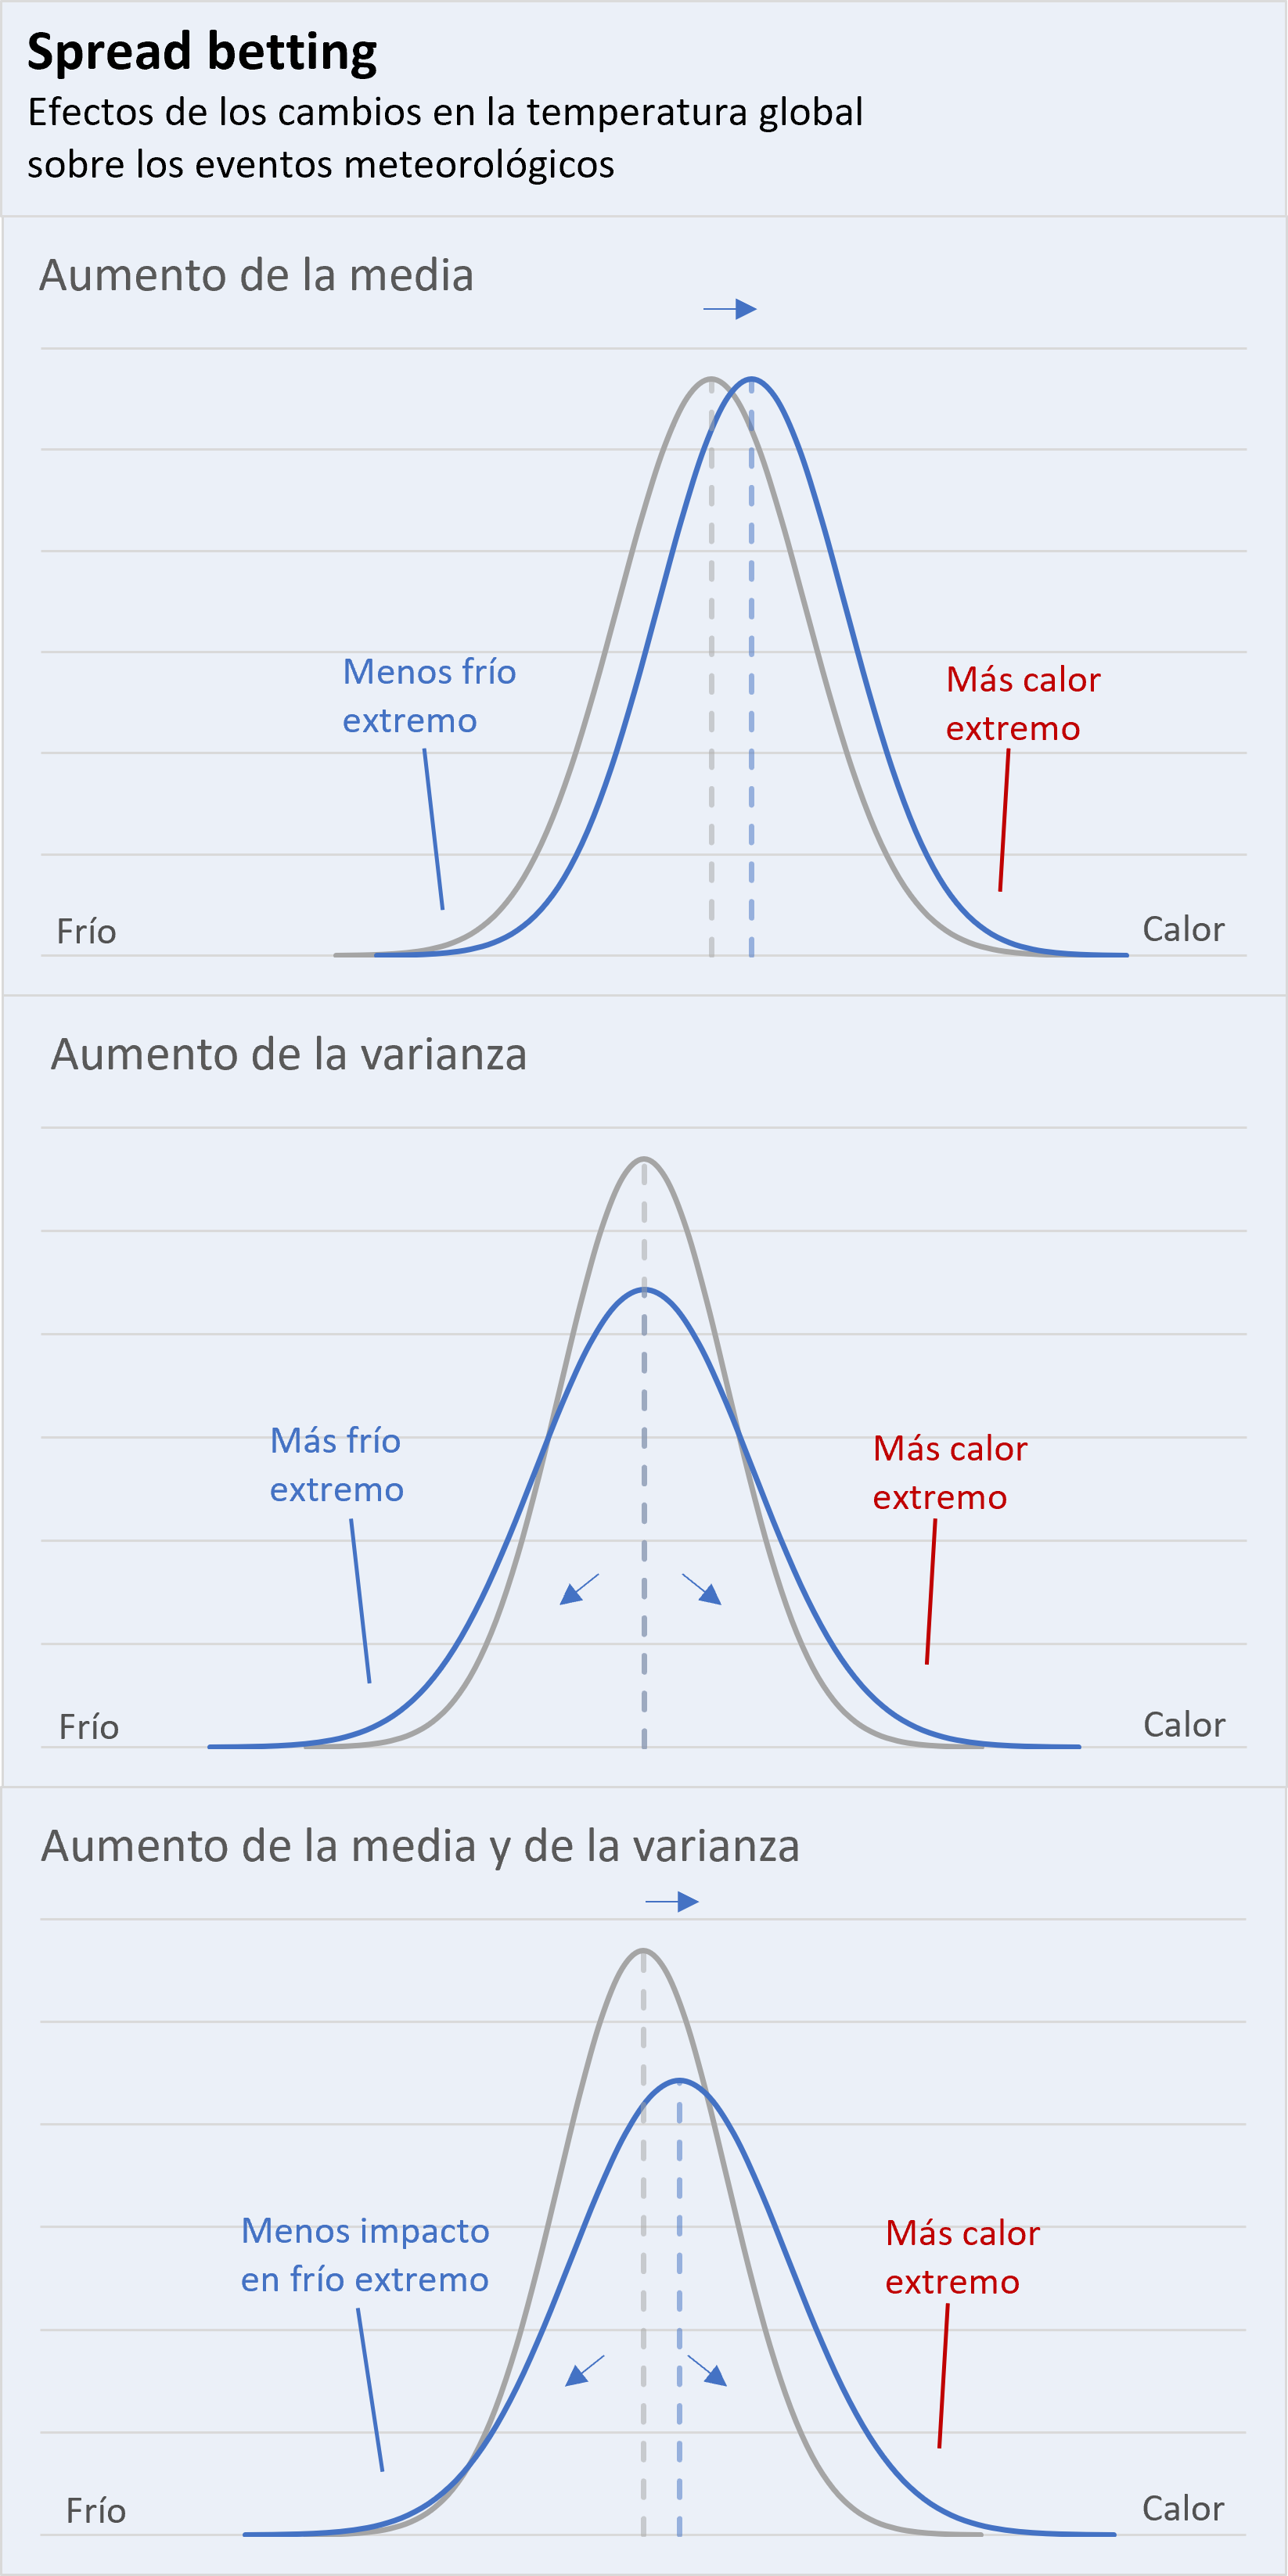 Spread betting
Efectos de los cambios en la temperatura global
sobre los eventos meteorológicos
Aumento de la media
Menos frío
extremo
Más calor
extremo
Frío
Calor
Aumento de la varianza
Más frío
extremo
Más calor
extremo
Frío
Calor
Aumento de la media y de la varianza
Menos impacto
en frío extremo
Más calor
extremo
Frío
Calor